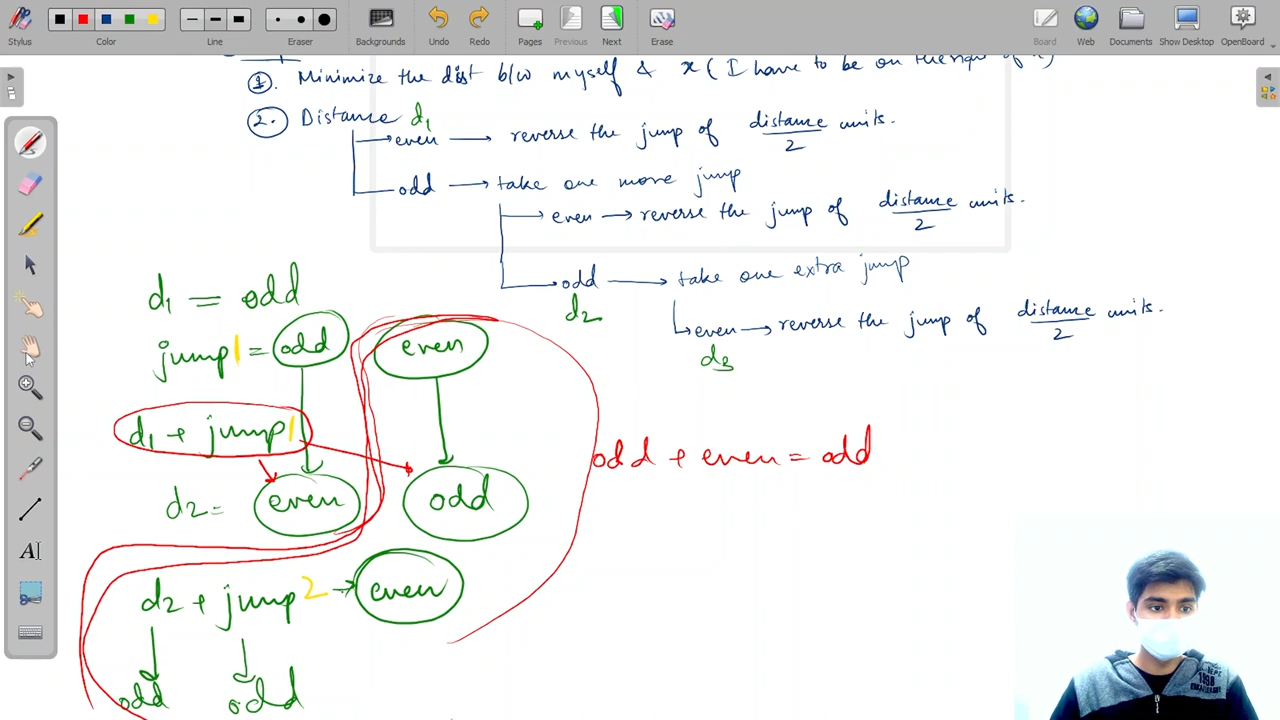 Stylus
Color
Line
Eraser
Backgrounds
Undo
Redo
Pages
Previous
Next
Erase
Board
Web
Documents
Show Desktop
OpenBoard
1. Minimize the dist b/w myself & x (I have to be on the right of x)
2. Distance d1
even → reverse the jump of distance/2 units.
odd → take one more jump
even → reverse the jump of distance/2 units.
odd → take one extra jump
d2
even → reverse the jump of distance/2 units.
d3
d1 = odd
jump1 = odd even
d1 + jump1
odd + even = odd
d2 = even odd
d2 + jump2 → even
odd odd